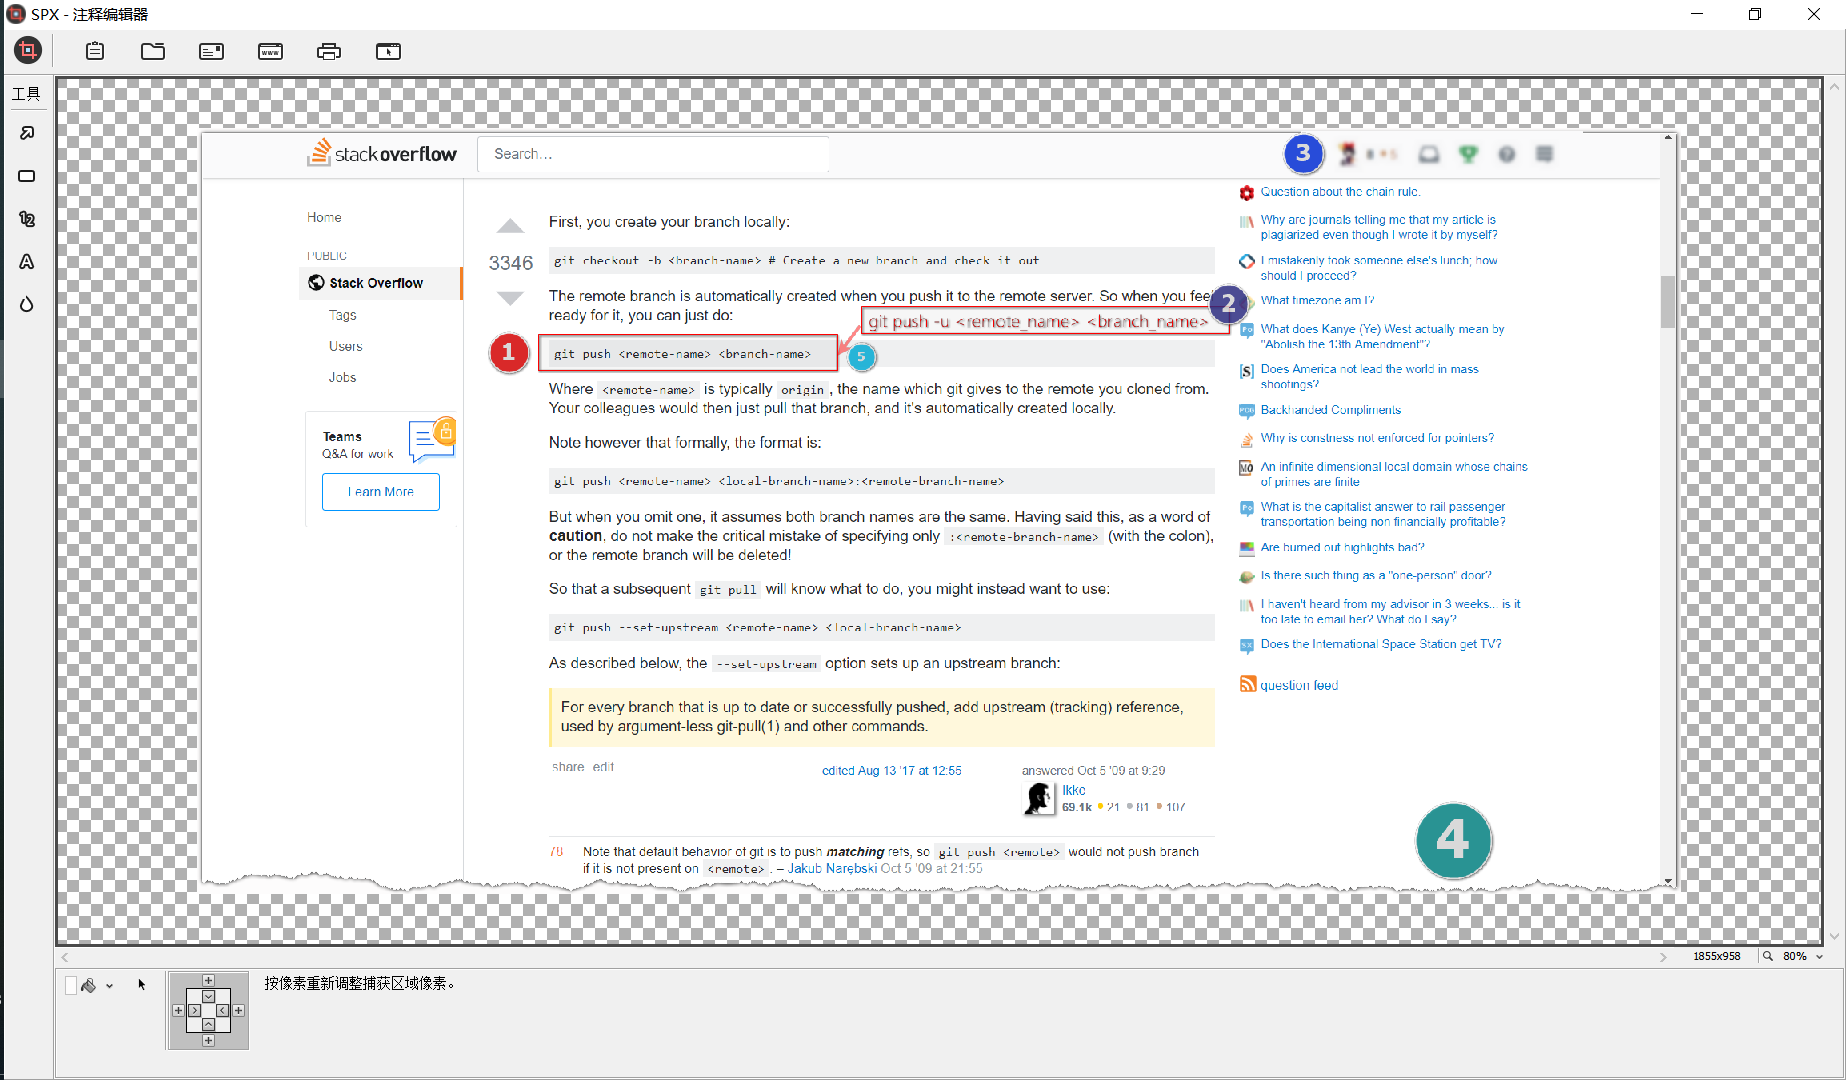 SPX - 注释编辑器
www
工具
12
A
stackoverflow
Search...
3
Home
PUBLIC
Stack Overflow
Tags
Users
Jobs
Teams
Q&A for work
Learn More
3346
First, you create your branch locally:
git checkout -b <branch-name> # Create a new branch and check it out
The remote branch is automatically created when you push it to the remote server. So when you feel
ready for it, you can just do:
2
git push -u <remote_name> <branch_name>
1
git push <remote-name> <branch-name>
5
Where <remote-name> is typically origin, the name which git gives to the remote you cloned from.
Your colleagues would then just pull that branch, and it's automatically created locally.
Note however that formally, the format is:
git push <remote-name> <local-branch-name>:<remote-branch-name>
But when you omit one, it assumes both branch names are the same. Having said this, as a word of
caution, do not make the critical mistake of specifying only :<remote-branch-name> (with the colon),
or the remote branch will be deleted!
So that a subsequent git pull will know what to do, you might instead want to use:
git push --set-upstream <remote-name> <local-branch-name>
As described below, the --set-upstream option sets up an upstream branch:
For every branch that is up to date or successfully pushed, add upstream (tracking) reference,
used by argument-less git-pull(1) and other commands.
share edit
edited Aug 13 '17 at 12:55
answered Oct 5 '09 at 9:29
Ikke
69.1k 21 81 107
78 Note that default behavior of git is to push matching refs, so git push <remote> would not push branch
if it is not present on <remote>. – Jakub Narębski Oct 5 '09 at 21:55
Question about the chain rule.
Why are journals telling me that my article is
plagiarized even though I wrote it by myself?
I mistakenly took someone else's lunch; how
should I proceed?
What timezone am I?
What does Kanye (Ye) West actually mean by
"Abolish the 13th Amendment"?
Does America not lead the world in mass
shootings?
Backhanded Compliments
Why is constness not enforced for pointers?
An infinite dimensional local domain whose chains
of primes are finite
What is the capitalist answer to rail passenger
transportation being non financially profitable?
Are burned out highlights bad?
Is there such thing as a "one-person" door?
I haven't heard from my advisor in 3 weeks... is it
too late to email her? What do I say?
Does the International Space Station get TV?
question feed
4
1855x958
80%
按像素重新调整捕获区域像素。